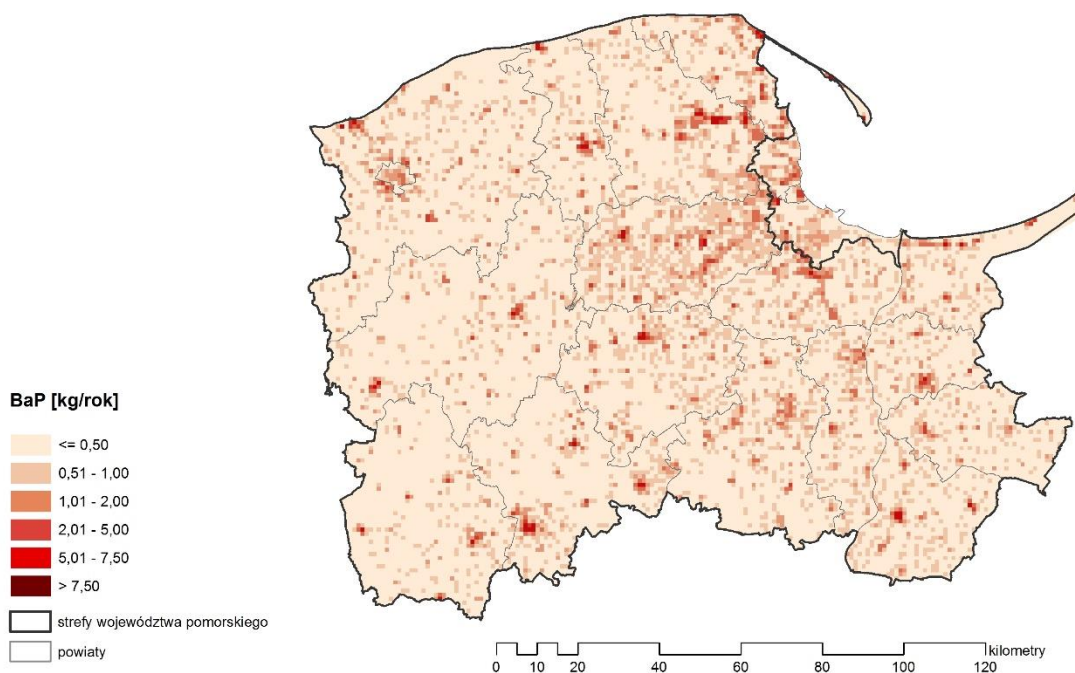 BaP [kg/rok]
<= 0,50
0,51 - 1,00
1,01 - 2,00
2,01 - 5,00
5,01 - 7,50
> 7,50
strefy województwa pomorskiego
powiaty
kilometry
0 10 20 40 60 80 100 120